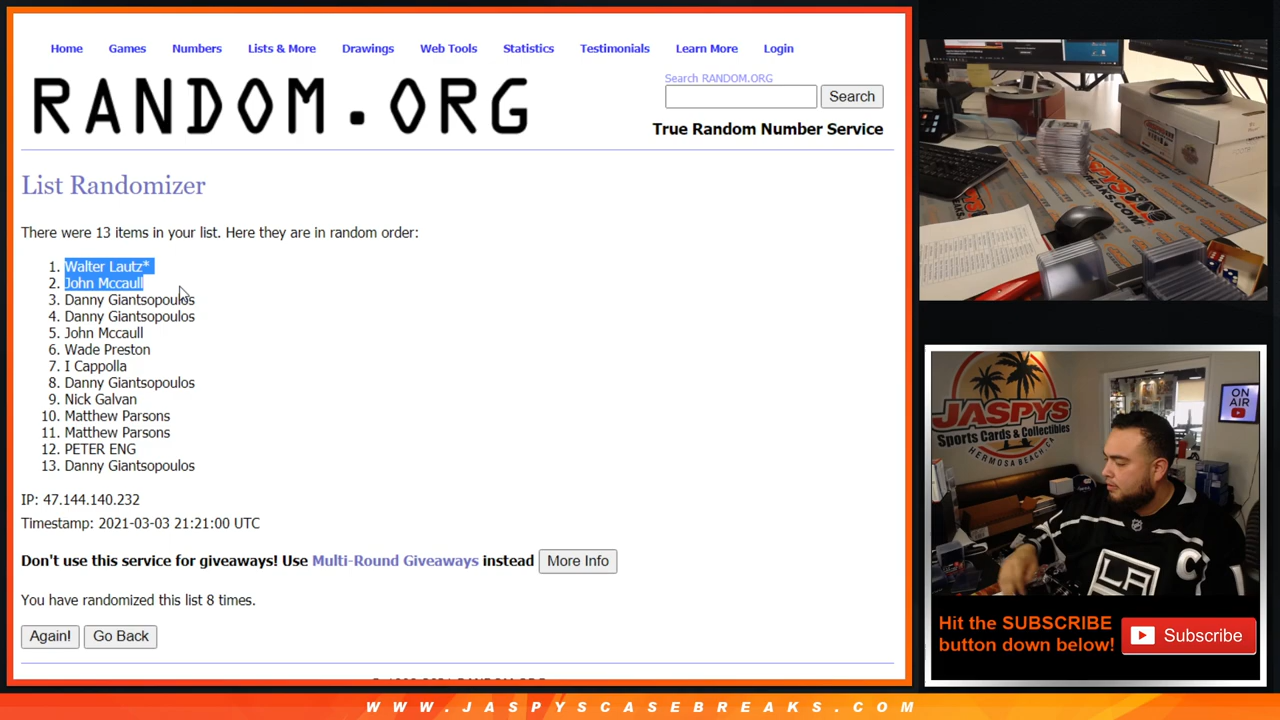 Home Games Numbers Lists & More Drawings Web Tools Statistics Testimonials Learn More Login
RANDOM.ORG
Search RANDOM.ORG
Search
True Random Number Service
List Randomizer
There were 13 items in your list. Here they are in random order:
1. Walter Lautz*
2. John Mccaull
3. Danny Giantsopoulos
4. Danny Giantsopoulos
5. John Mccaull
6. Wade Preston
7. I Cappolla
8. Danny Giantsopoulos
9. Nick Galvan
10. Matthew Parsons
11. Matthew Parsons
12. PETER ENG
13. Danny Giantsopoulos
IP: 47.144.140.232
Timestamp: 2021-03-03 21:21:00 UTC
Don't use this service for giveaways! Use Multi-Round Giveaways instead More Info
You have randomized this list 8 times.
Again! Go Back
JASPYS
Sports Cards & Collectibles
HERMOSA BEACH, CA
ON
AIR
LA
C
Hit the SUBSCRIBE
button down below!
Subscribe
WWW.JASPYSCASEBREAKS.COM